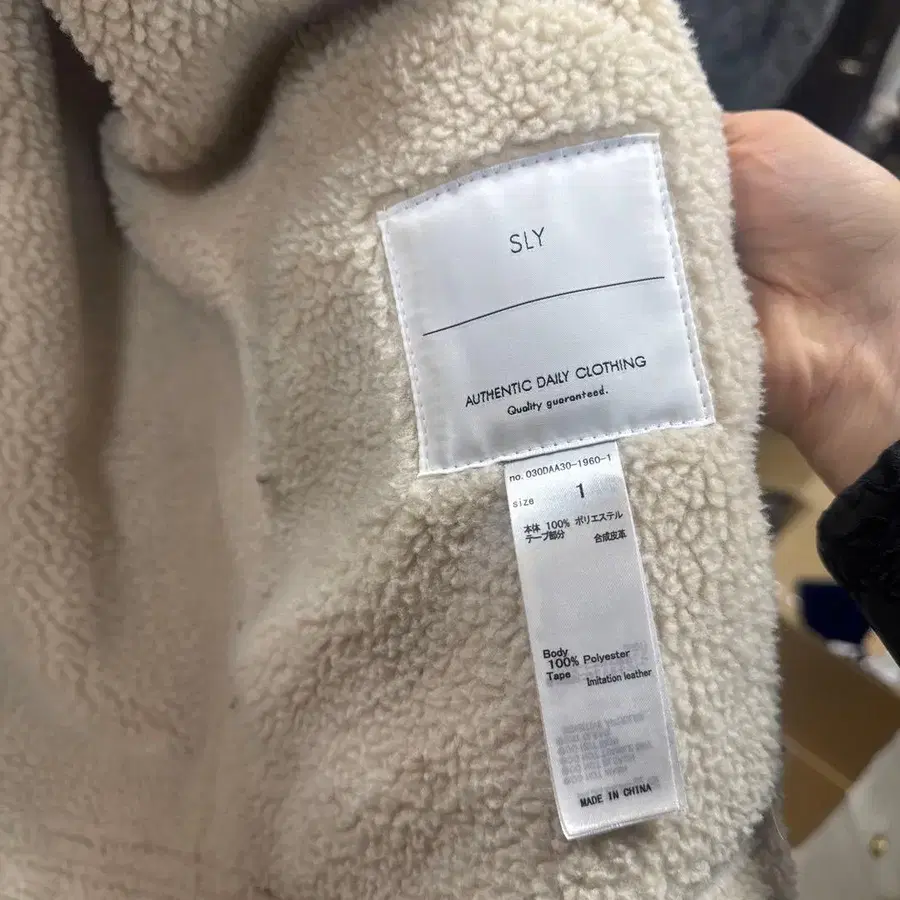 SLY
AUTHENTIC DAILY CLOTHING
Quality guaranteed.
no. 030DAA30-1960-1
size 1
本体 100% ポリエステル
テープ部分 合成皮革
Body
100% Polyester
Tape Imitation leather
MADE IN CHINA